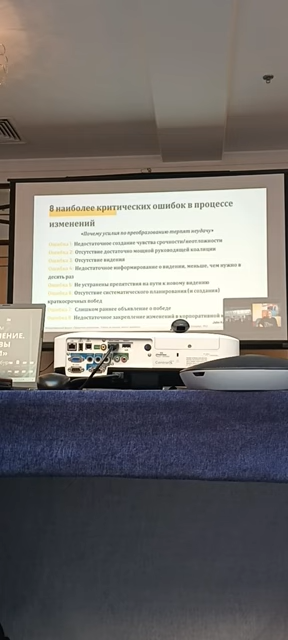 8 наиболее критических ошибок в процессе
изменений
«Почему усилия по преобразованию терпят неудачу»
Ошибка 1: Недостаточное создание чувства срочности/неотложности
Ошибка 2: Отсутствие достаточно мощной руководящей коалиции
Ошибка 3: Отсутствие видения
Ошибка 4: Недостаточное информирование о видении, меньше, чем нужно в
десять раз
Ошибка 5: Не устранены препятствия на пути к новому видению
Ошибка 6: Отсутствие систематического планирования (и создания)
краткосрочных побед
Ошибка 7: Слишком раннее объявление о победе
Ошибка 8: Недостаточное закрепление изменений в корпоративной